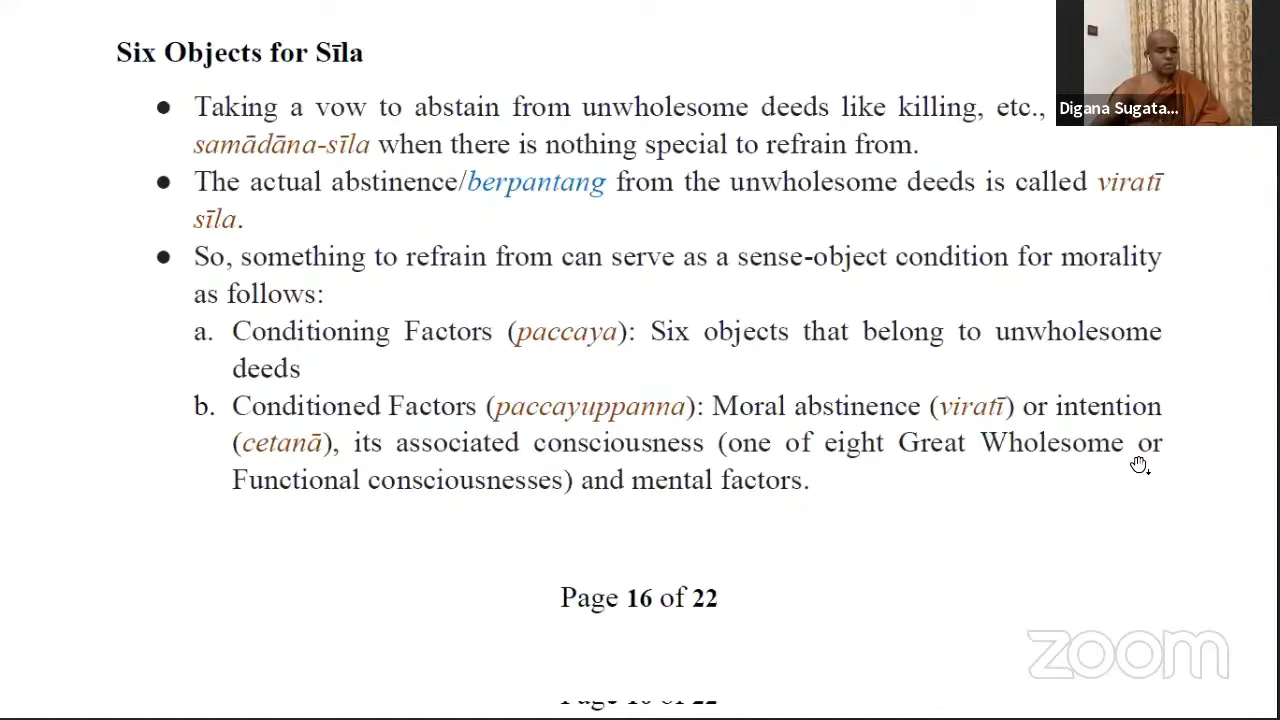 Six Objects for Sīla
● Taking a vow to abstain from unwholesome deeds like killing, etc.,
samādāna-sīla when there is nothing special to refrain from.
● The actual abstinence/berpantang from the unwholesome deeds is called viratī
sīla.
● So, something to refrain from can serve as a sense-object condition for morality
as follows:
a. Conditioning Factors (paccaya): Six objects that belong to unwholesome
deeds
b. Conditioned Factors (paccayuppanna): Moral abstinence (viratī) or intention
(cetanā), its associated consciousness (one of eight Great Wholesome or
Functional consciousnesses) and mental factors.
Page 16 of 22
Digana Sugata...
zoom